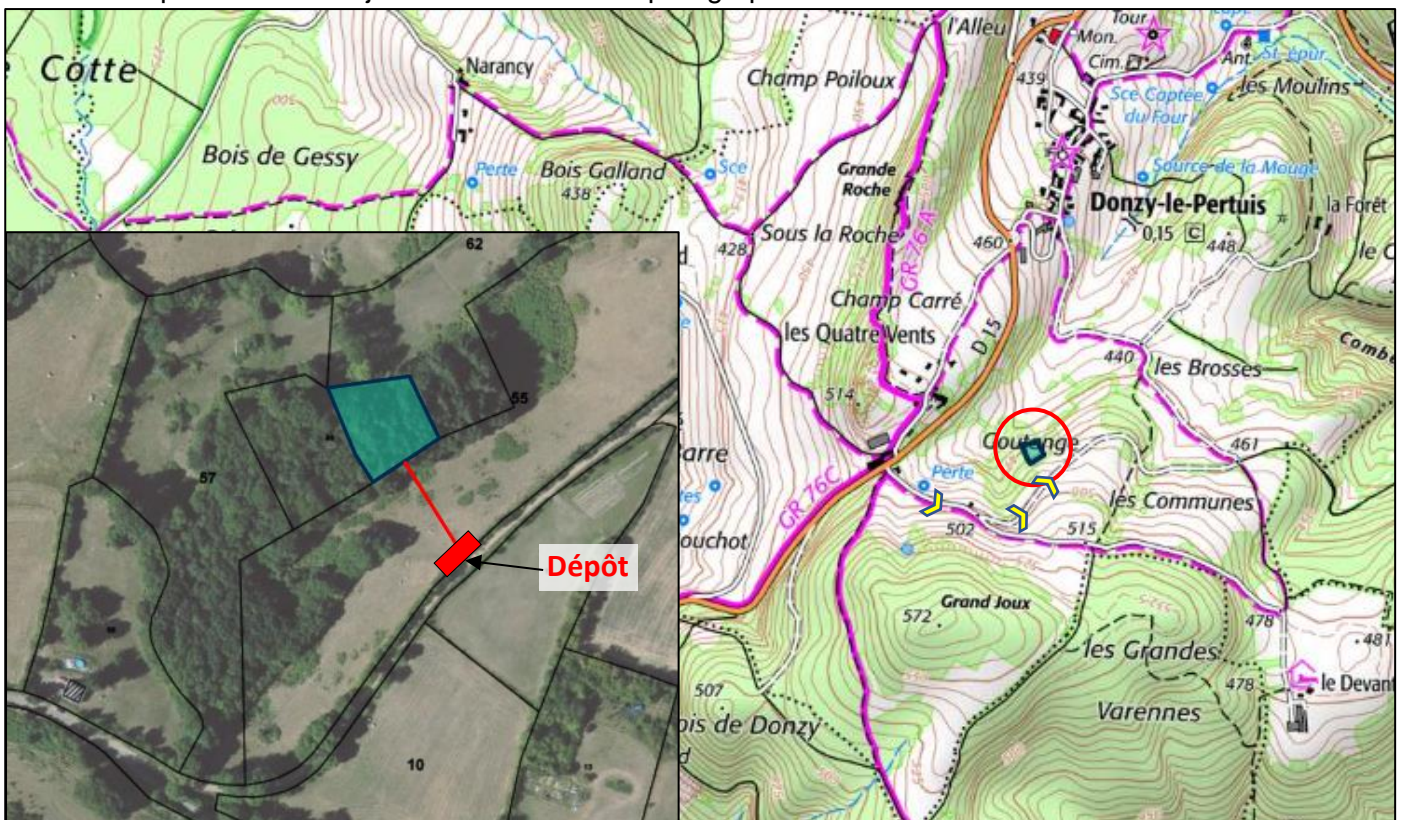 Cotte
Narancy
Bois de Gessy
Perte
Bois Galland
438
Sce
Champ Poiloux
l'Alleu
Tour
Mon.
Cim.
439
Ant.
St. épur
Sce Captée
du Four
les Moulins
Source de la Mouge
Grande
Roche
Donzy-le-Pertuis
0,15 C
448
la Forêt
428
Sous la Roche
460
GR 76 A
Champ Carré
les Quatre Vents
D 15
440
les Brosses
Combe
514
Coutange
461
Perte
les Communes
GR 76C
ouchot
502
515
Grand Joux
572
478
481
les Grandes
Varennes
478
le Devant
507
ois de Donzy
62
55
57
Dépôt
10